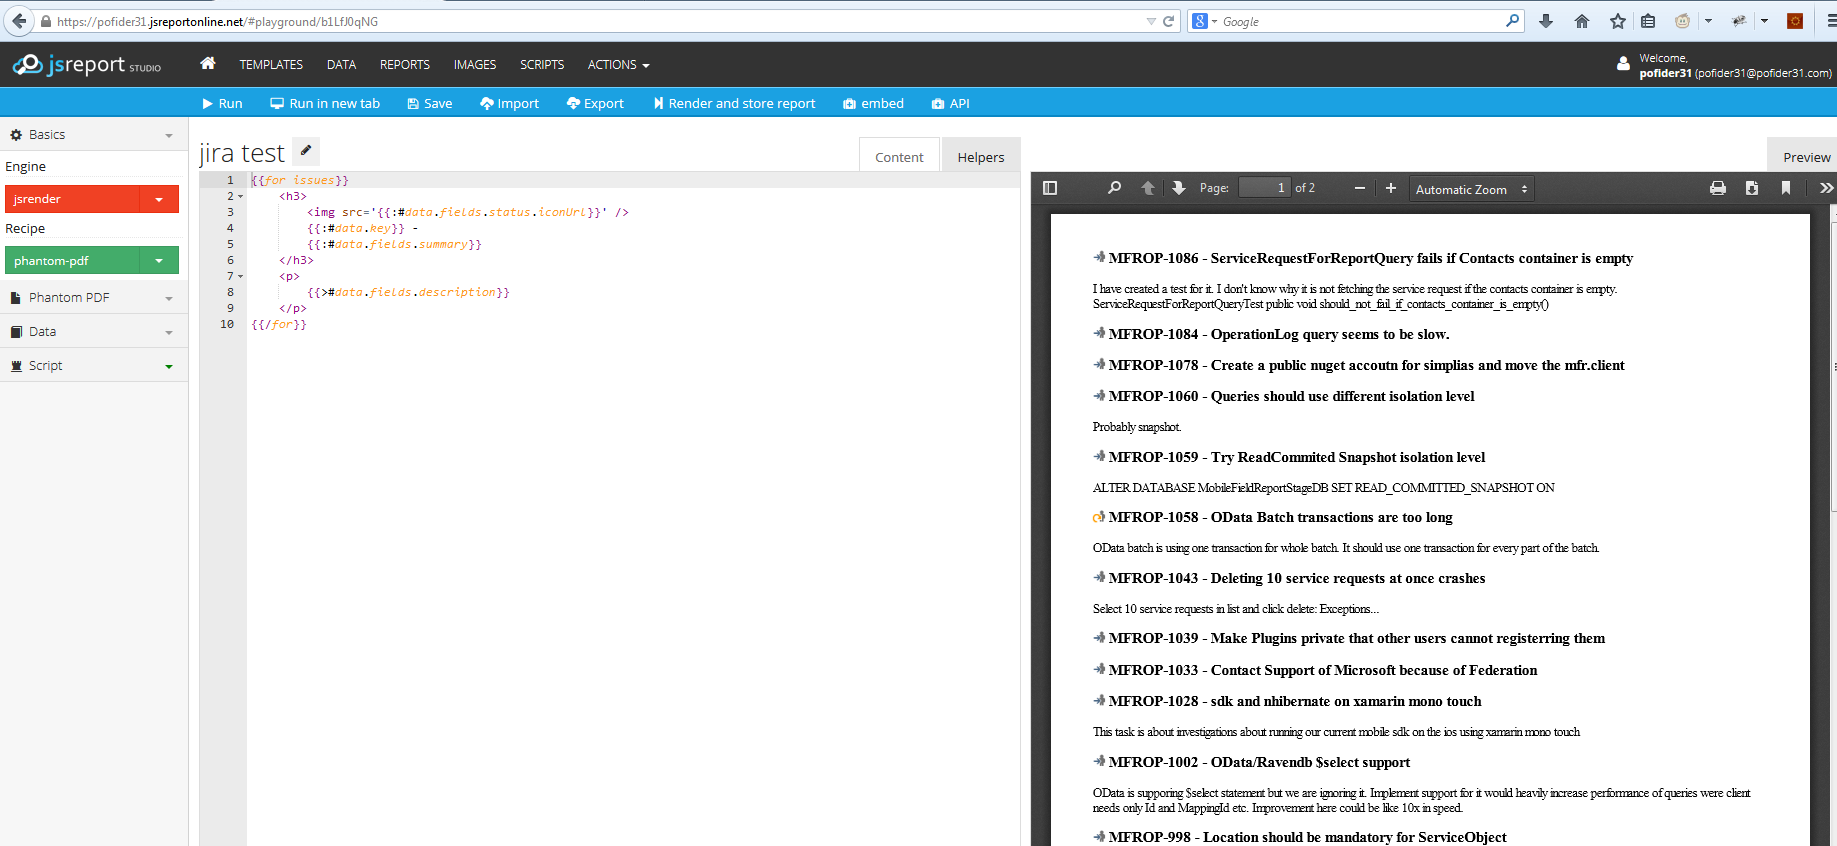 https://pofider31.jsreportonline.net/#playground/b1LfJ0qNG
8 Google
jsreport STUDIO
TEMPLATES DATA REPORTS IMAGES SCRIPTS ACTIONS
Welcome,
pofider31 (pofider31@pofider31.com)
Run Run in new tab Save Import Export Render and store report embed API
Basics
Engine
jsrender
Recipe
phantom-pdf
Phantom PDF
Data
Script
jira test
Content Helpers
1 {{for issues}}
2 <h3>
3 <img src='{{:#data.fields.status.iconUrl}}' />
4 {{:#data.key}} -
5 {{:#data.fields.summary}}
6 </h3>
7 <p>
8 {{>#data.fields.description}}
9 </p>
10 {{/for}}
Preview
Page: 1 of 2 Automatic Zoom
MFROP-1086 - ServiceRequestForReportQuery fails if Contacts container is empty
I have created a test for it. I don't know why it is not fetching the service request if the contacts container is empty.
ServiceRequestForReportQueryTest public void should_not_fail_if_contacts_container_is_empty()
MFROP-1084 - OperationLog query seems to be slow.
MFROP-1078 - Create a public nuget accoutn for simplias and move the mfr.client
MFROP-1060 - Queries should use different isolation level
Probably snapshot.
MFROP-1059 - Try ReadCommited Snapshot isolation level
ALTER DATABASE MobileFieldReportStageDB SET READ_COMMITTED_SNAPSHOT ON
MFROP-1058 - OData Batch transactions are too long
OData batch is using one transaction for whole batch. It should use one transaction for every part of the batch.
MFROP-1043 - Deleting 10 service requests at once crashes
Select 10 service requests in list and click delete: Exceptions...
MFROP-1039 - Make Plugins private that other users cannot registerring them
MFROP-1033 - Contact Support of Microsoft because of Federation
MFROP-1028 - sdk and nhibernate on xamarin mono touch
This task is about investigations about running our current mobile sdk on the ios using xamarin mono touch
MFROP-1002 - OData/Ravendb $select support
OData is supporing $select statement but we are ignoring it. Implement support for it would heavily increase performance of queries were client
needs only Id and MappingId etc. Improvement here could be like 10x in speed.
MFROP-998 - Location should be mandatory for ServiceObject